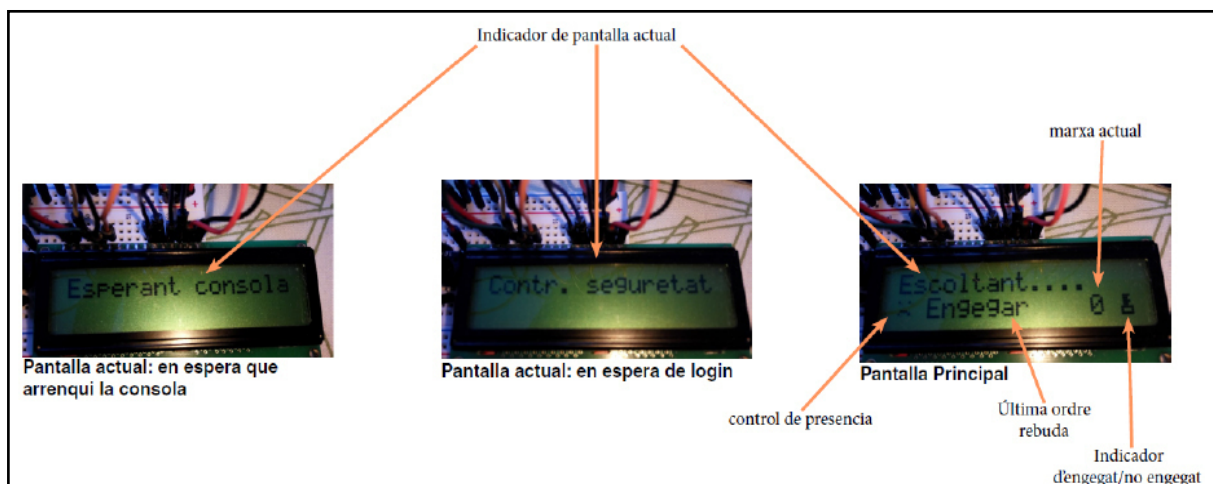 Indicador de pantalla actual
marxa actual
Esperant consola
Contr. seguretat
Escoltant....
Engegar 0
Pantalla actual: en espera que
arrenqui la consola
Pantalla actual: en espera de login
Pantalla Principal
control de presencia
Última ordre
rebuda
Indicador
d'engegat/no engegat